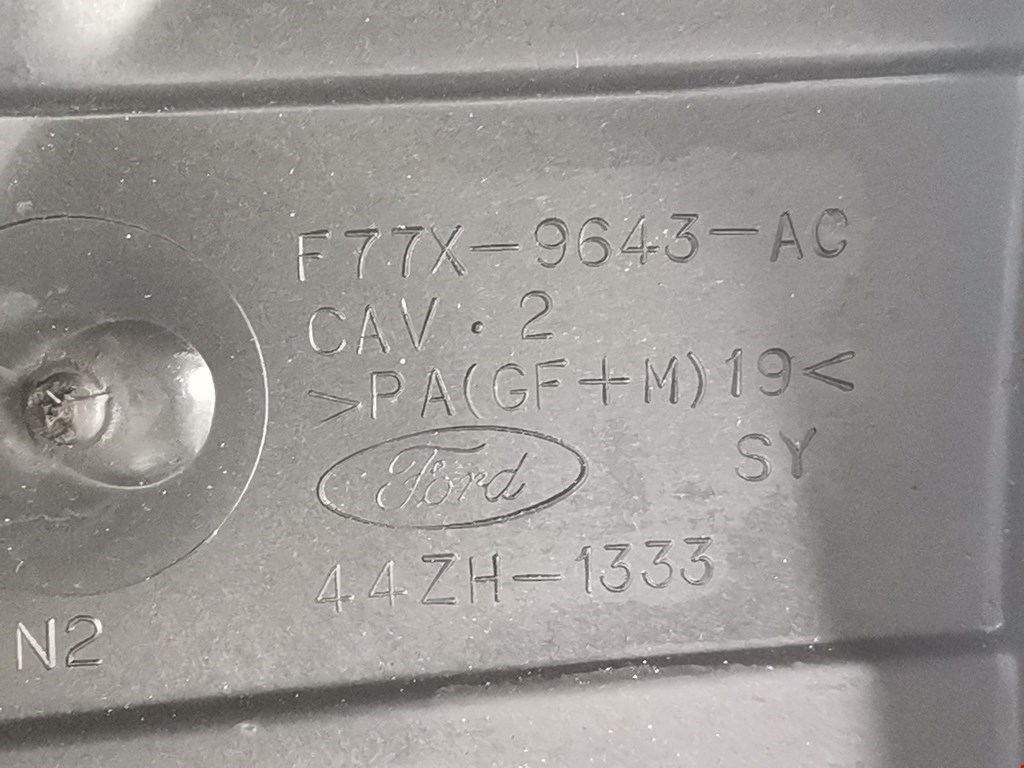 F77X-9643-AC
CAV. 2
>PA(GF+M)19<
SY
Ford
44ZH-1333
N2